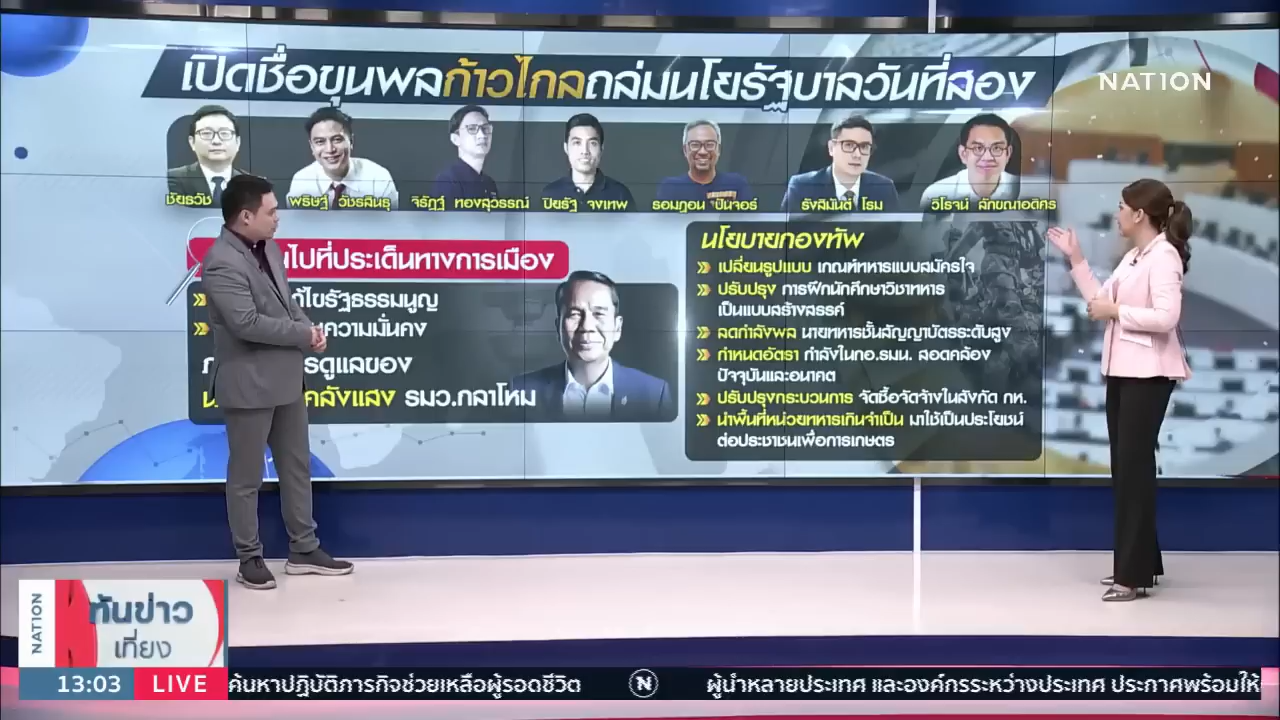 เปิดชื่อขุนพลก้าวไกลถล่มนโยรัฐบาลวันที่สอง
NATION
ชัยธวัช
พริษฐ์ วัชรสินธุ
จิรัฏฐ์ ทองสุวรรณ์
ปิยรัฐ จงเทพ
รอมฎอน ปันจอร์
รังสิมันต์ โรม
วิโรจน์ ลักขณาอดิศร
นไปที่ประเด็นทางการเมือง
ก้ไขรัฐธรรมนูญ
นความมั่นคง
รดูแลของ
คลังแสง รมว.กลาโหม
นโยบายกองทัพ
เปลี่ยนรูปแบบ เกณฑ์ทหารแบบสมัครใจ
ปรับปรุง การฝึกนักศึกษาวิชาทหาร
เป็นแบบสร้างสรรค์
ลดกำลังพล นายทหารชั้นสัญญาบัตรระดับสูง
กำหนดอัตรา กำลังในกอ.รมน. สอดคล้อง
ปัจจุบันและอนาคต
ปรับปรุงกระบวนการ จัดซื้อจัดจ้างในสังกัด กห.
นำพื้นที่หน่วยทหารเกินจำเป็น มาใช้เป็นประโยชน์
ต่อประชาชนเพื่อการเกษตร
NATION
ทันข่าว
เที่ยง
13:03 LIVE
ค้นหาปฏิบัติภารกิจช่วยเหลือผู้รอดชีวิต
ผู้นำหลายประเทศ และองค์กรระหว่างประเทศ ประกาศพร้อมให้